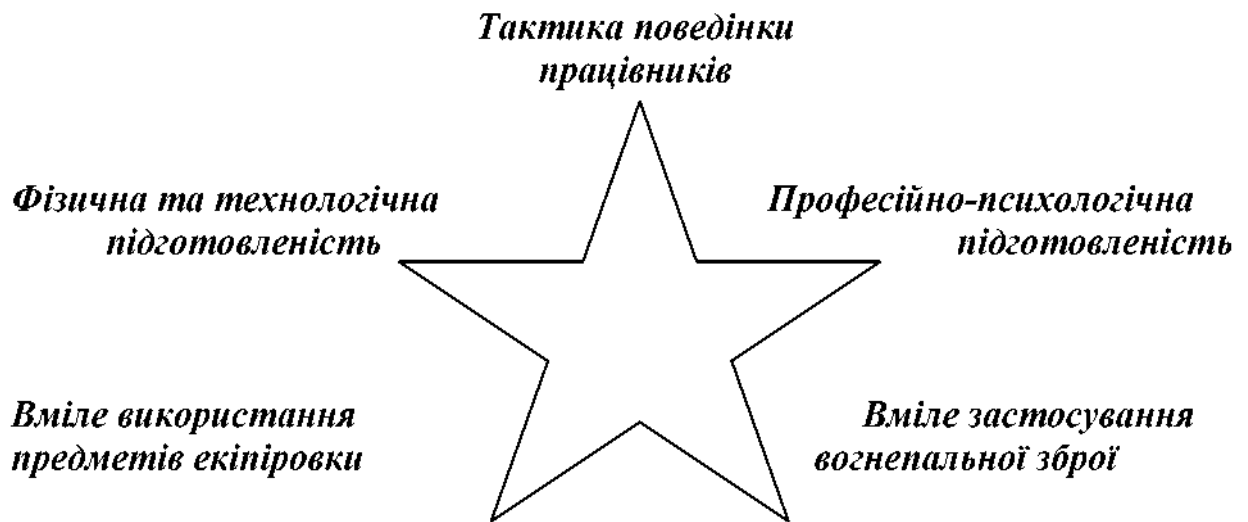 Тактика поведінки
працівників
Фізична та технологічна
підготовленість
Професійно-психологічна
підготовленість
Вміле використання
предметів екіпіровки
Вміле застосування
вогнепальної зброї